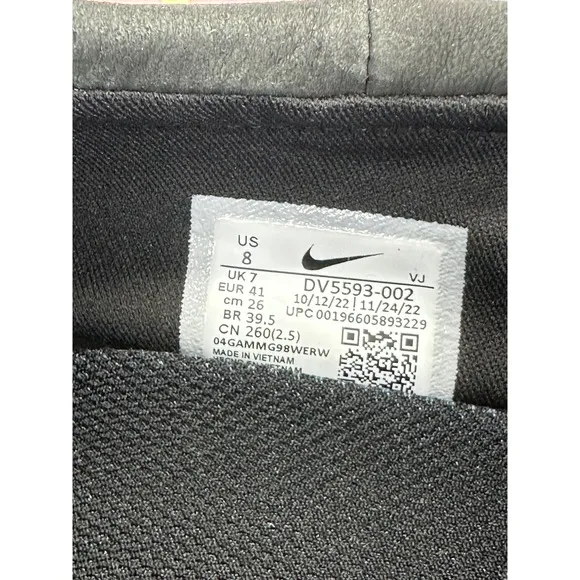 US
8
VJ
UK 7
DV5593-002
EUR 41
10/12/22 | 11/24/22
cm 26
UPC 00196605893229
BR 39.5
CN 260(2.5)
04GAMMG98WERW
MADE IN VIETNAM
VIETNAM